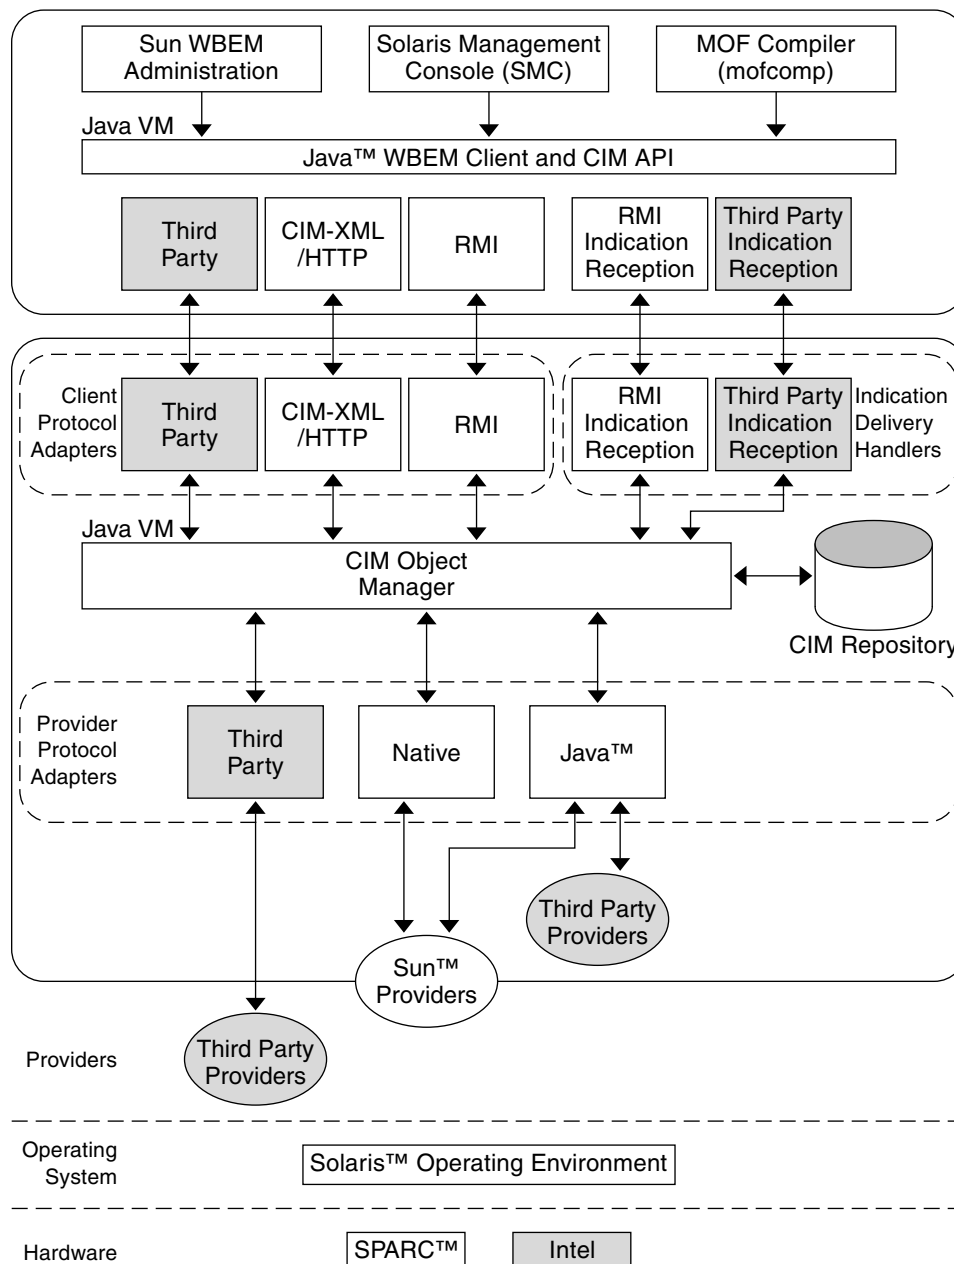 Sun WBEM
Administration
Solaris Management
Console (SMC)
MOF Compiler
(mofcomp)
Java VM
Java™ WBEM Client and CIM API
Third
Party
CIM-XML
/HTTP
RMI
RMI
Indication
Reception
Third Party
Indication
Reception
Client
Protocol
Adapters
Third
Party
CIM-XML
/HTTP
RMI
RMI
Indication
Reception
Third Party
Indication
Reception
Indication
Delivery
Handlers
Java VM
CIM Object
Manager
CIM Repository
Provider
Protocol
Adapters
Third
Party
Native
Java™
Third Party
Providers
Sun™
Providers
Providers
Third Party
Providers
Operating
System
Solaris™ Operating Environment
Hardware
SPARC™
Intel